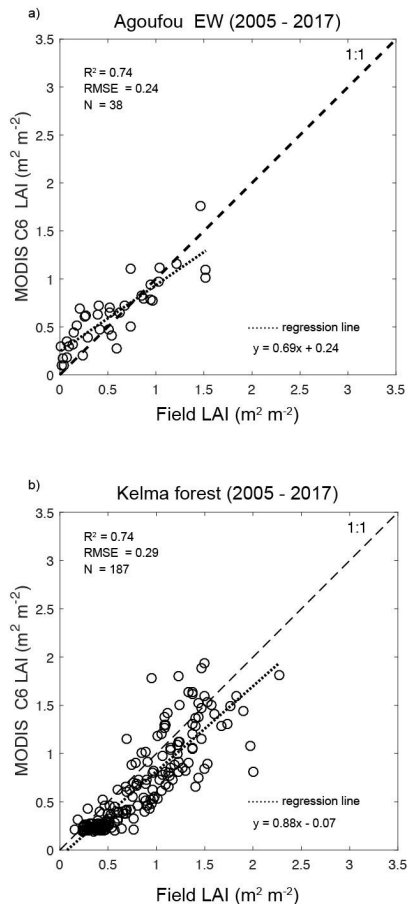 a)
Agoufou EW (2005 - 2017)
3.5
1:1
R² = 0.74
RMSE = 0.24
N = 38
3
2.5
2
1.5
1
0.5
0
MODIS C6 LAI (m² m⁻²)
regression line
y = 0.69x + 0.24
0 0.5 1 1.5 2 2.5 3 3.5
Field LAI (m² m⁻²)
b)
Kelma forest (2005 - 2017)
3.5
1:1
R² = 0.74
RMSE = 0.29
N = 187
3
2.5
2
1.5
1
0.5
0
MODIS C6 LAI (m² m⁻²)
regression line
y = 0.88x - 0.07
0 0.5 1 1.5 2 2.5 3 3.5
Field LAI (m² m⁻²)